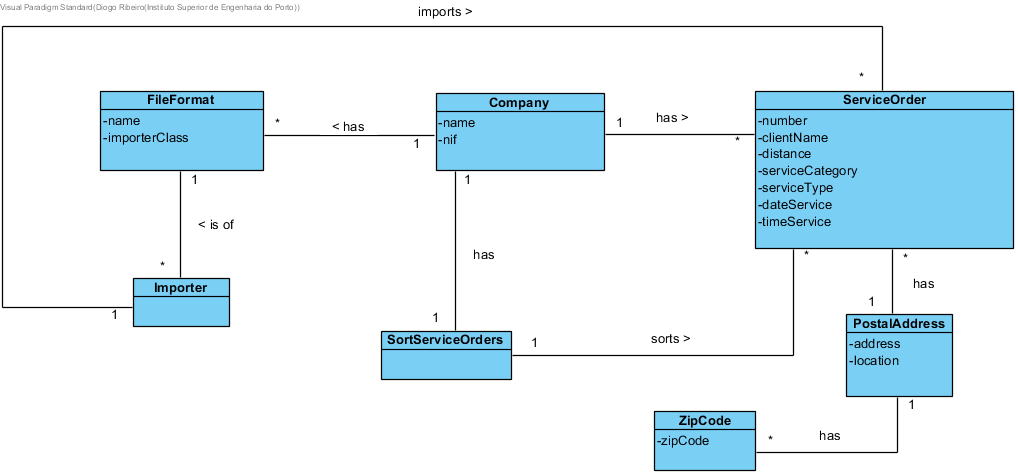 Visual Paradigm Standard(Diogo Ribeiro(Instituto Superior de Engenharia do Porto))
imports >
*
FileFormat
-name
-importerClass
*
< has
1
Company
-name
-nif
1
has >
*
ServiceOrder
-number
-clientName
-distance
-serviceCategory
-serviceType
-dateService
-timeService
1
< is of
*
Importer
1
1
has
1
SortServiceOrders
1
sorts >
*
*
has
1
PostalAddress
-address
-location
1
has
*
ZipCode
-zipCode